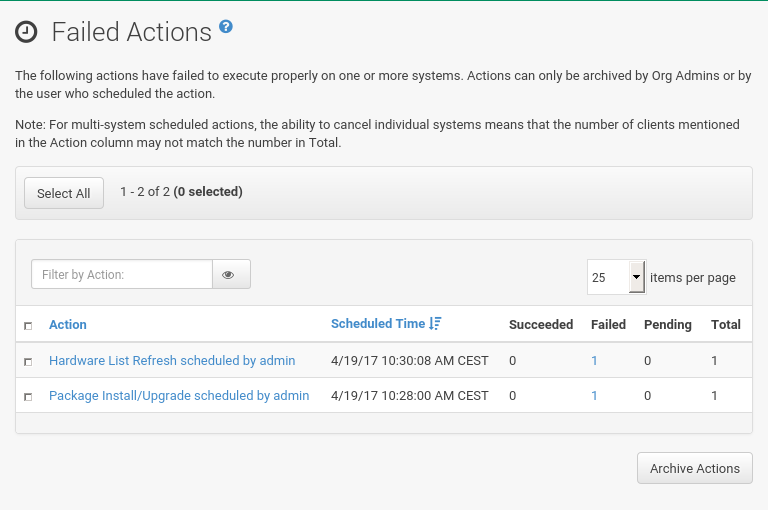 Failed Actions ?
The following actions have failed to execute properly on one or more systems. Actions can only be archived by Org Admins or by
the user who scheduled the action.
Note: For multi-system scheduled actions, the ability to cancel individual systems means that the number of clients mentioned
in the Action column may not match the number in Total.
Select All 1 - 2 of 2 (0 selected)
Filter by Action: 25 items per page
Action Scheduled Time Succeeded Failed Pending Total
Hardware List Refresh scheduled by admin 4/19/17 10:30:08 AM CEST 0 1 0 1
Package Install/Upgrade scheduled by admin 4/19/17 10:28:00 AM CEST 0 1 0 1
Archive Actions